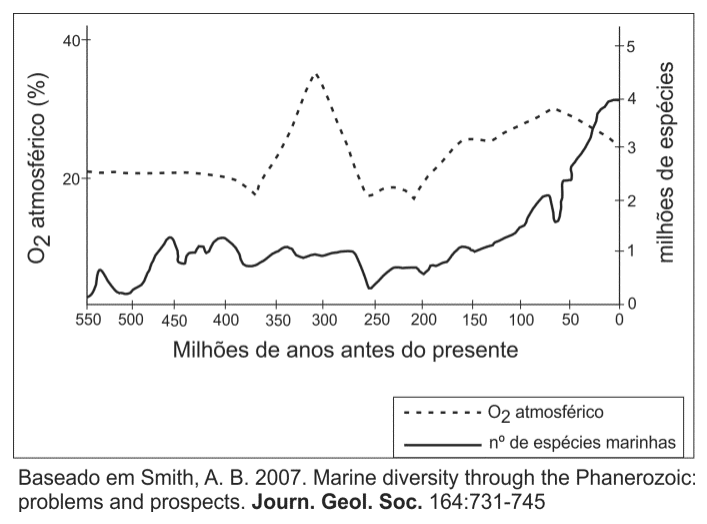 40
20
O2 atmosférico (%)
5
4
3
2
1
0
milhões de espécies
550 500 450 400 350 300 250 200 150 100 50 0
Milhões de anos antes do presente
O2 atmosférico
nº de espécies marinhas
Baseado em Smith, A. B. 2007. Marine diversity through the Phanerozoic:
problems and prospects. Journ. Geol. Soc. 164:731-745